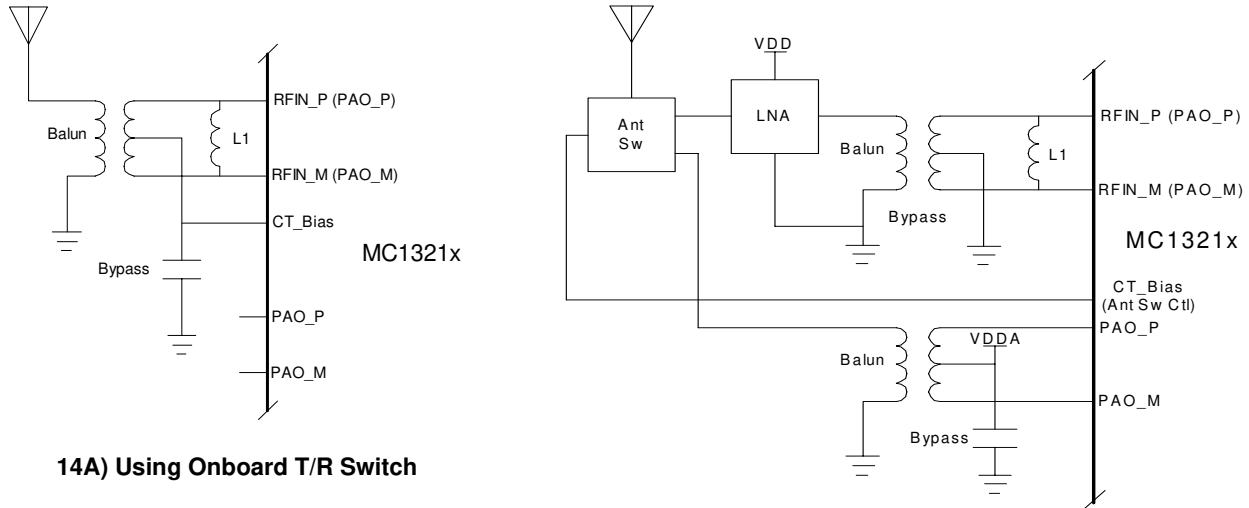 RFIN_P (PAO_P)
Balun
L1
RFIN_M (PAO_M)
CT_Bias
MC1321x
Bypass
PAO_P
PAO_M
14A) Using Onboard T/R Switch
VDD
Ant
Sw
LNA
RFIN_P (PAO_P)
Balun
L1
RFIN_M (PAO_M)
Bypass
MC1321x
CT_Bias
(Ant Sw Ctl)
PAO_P
VDDA
Balun
PAO_M
Bypass